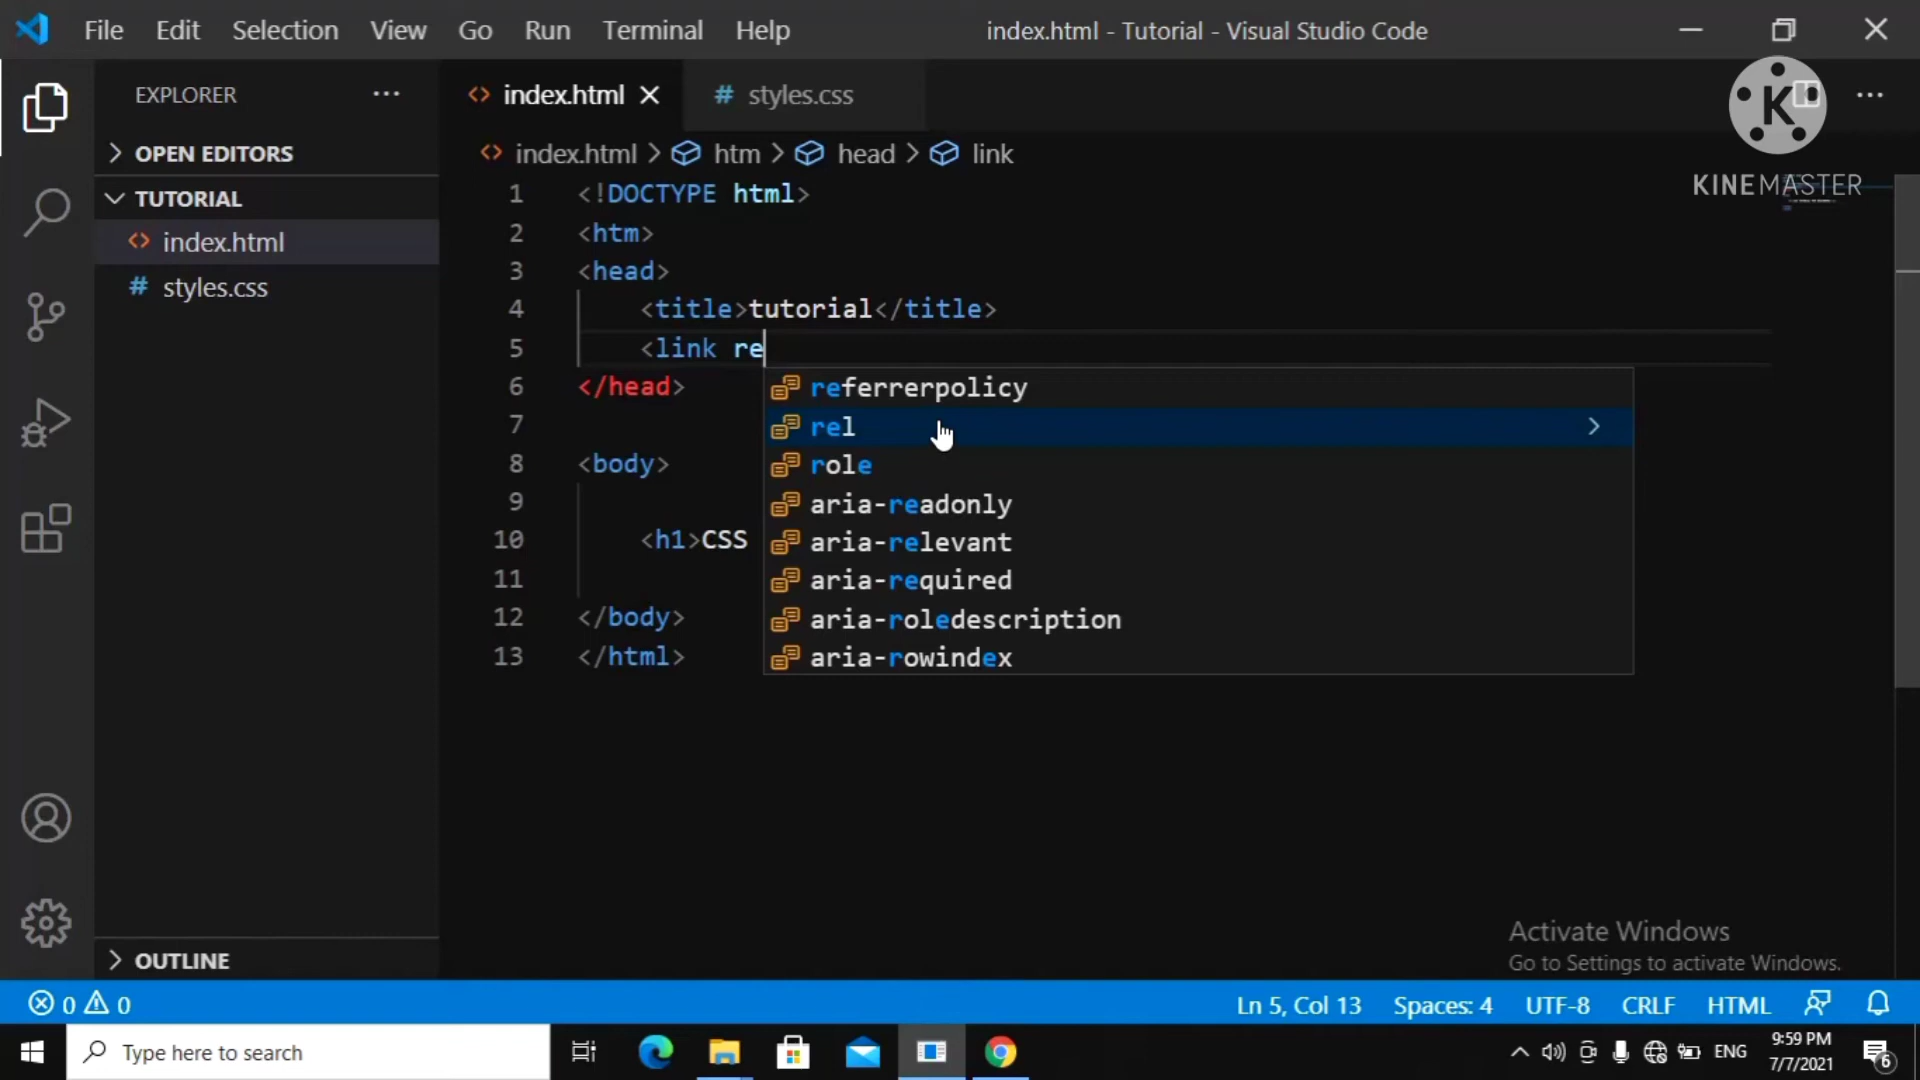 File Edit Selection View Go Run Terminal Help index.html - Tutorial - Visual Studio Code
EXPLORER
index.html
# styles.css
K
KINEMASTER
OPEN EDITORS
index.html > htm > head > link
TUTORIAL
index.html
# styles.css
1 <!DOCTYPE html>
2 <htm>
3 <head>
4 <title>tutorial</title>
5 <link re
6 </head>
7
8 <body>
9
10 <h1>CSS
11
12 </body>
13 </html>
referrerpolicy
rel
role
aria-readonly
aria-relevant
aria-required
aria-roledescription
aria-rowindex
OUTLINE
Activate Windows
Go to Settings to activate Windows.
0 0 Ln 5, Col 13 Spaces: 4 UTF-8 CRLF HTML
Type here to search
ENG
9:59 PM
7/7/2021
6